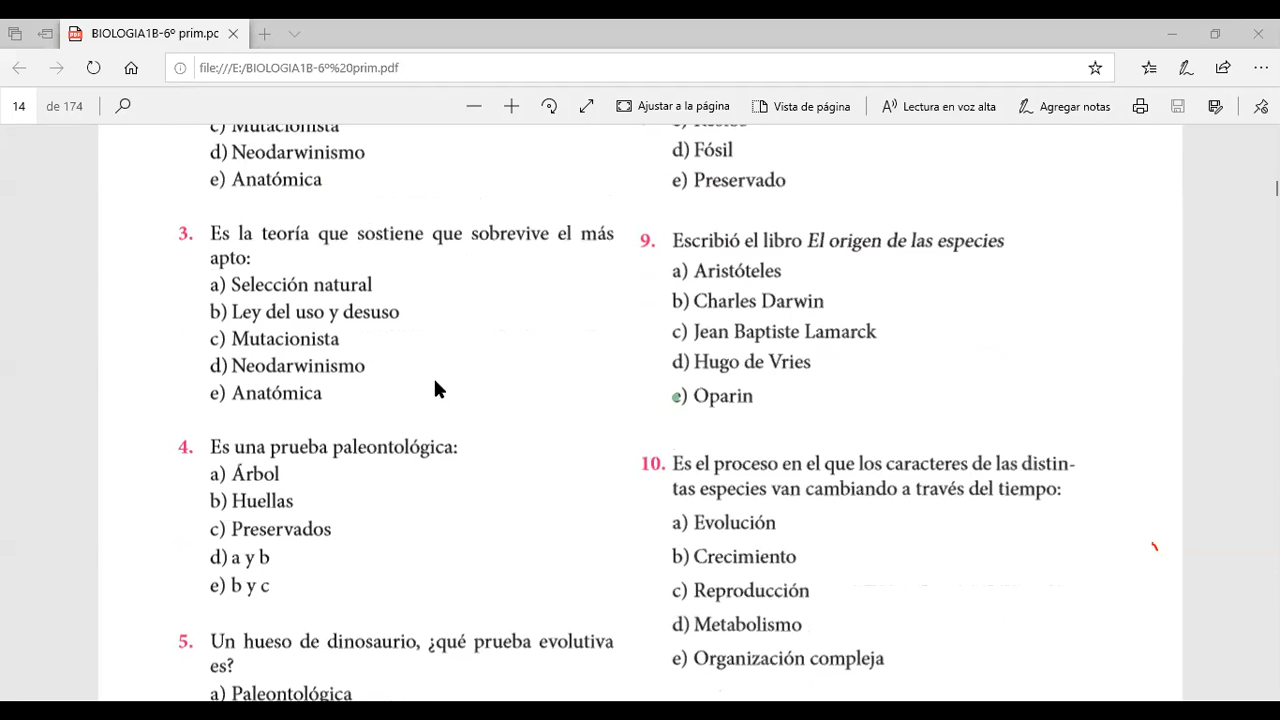 BIOLOGIA1B-6º prim.pc
file:///E:/BIOLOGIA1B-6º%20prim.pdf
14 de 174
Ajustar a la página
Vista de página
Lectura en voz alta
Agregar notas
c) Mutacionista
d) Neodarwinismo
e) Anatómica
3. Es la teoría que sostiene que sobrevive el más
apto:
a) Selección natural
b) Ley del uso y desuso
c) Mutacionista
d) Neodarwinismo
e) Anatómica
4. Es una prueba paleontológica:
a) Árbol
b) Huellas
c) Preservados
d) a y b
e) b y c
5. Un hueso de dinosaurio, ¿qué prueba evolutiva
es?
a) Paleontológica
d) Fósil
e) Preservado
9. Escribió el libro El origen de las especies
a) Aristóteles
b) Charles Darwin
c) Jean Baptiste Lamarck
d) Hugo de Vries
e) Oparin
10. Es el proceso en el que los caracteres de las distin-
tas especies van cambiando a través del tiempo:
a) Evolución
b) Crecimiento
c) Reproducción
d) Metabolismo
e) Organización compleja